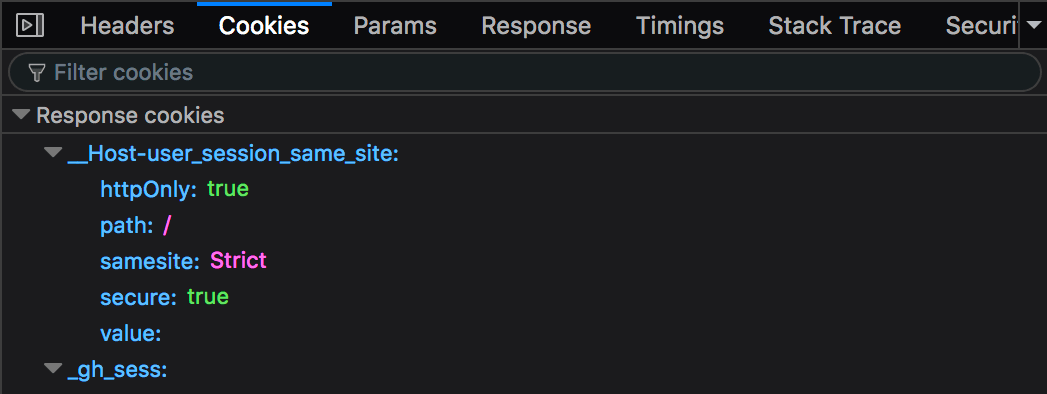 Headers Cookies Params Response Timings Stack Trace Securi
Filter cookies
Response cookies
__Host-user_session_same_site:
httpOnly: true
path: /
samesite: Strict
secure: true
value:
_gh_sess: